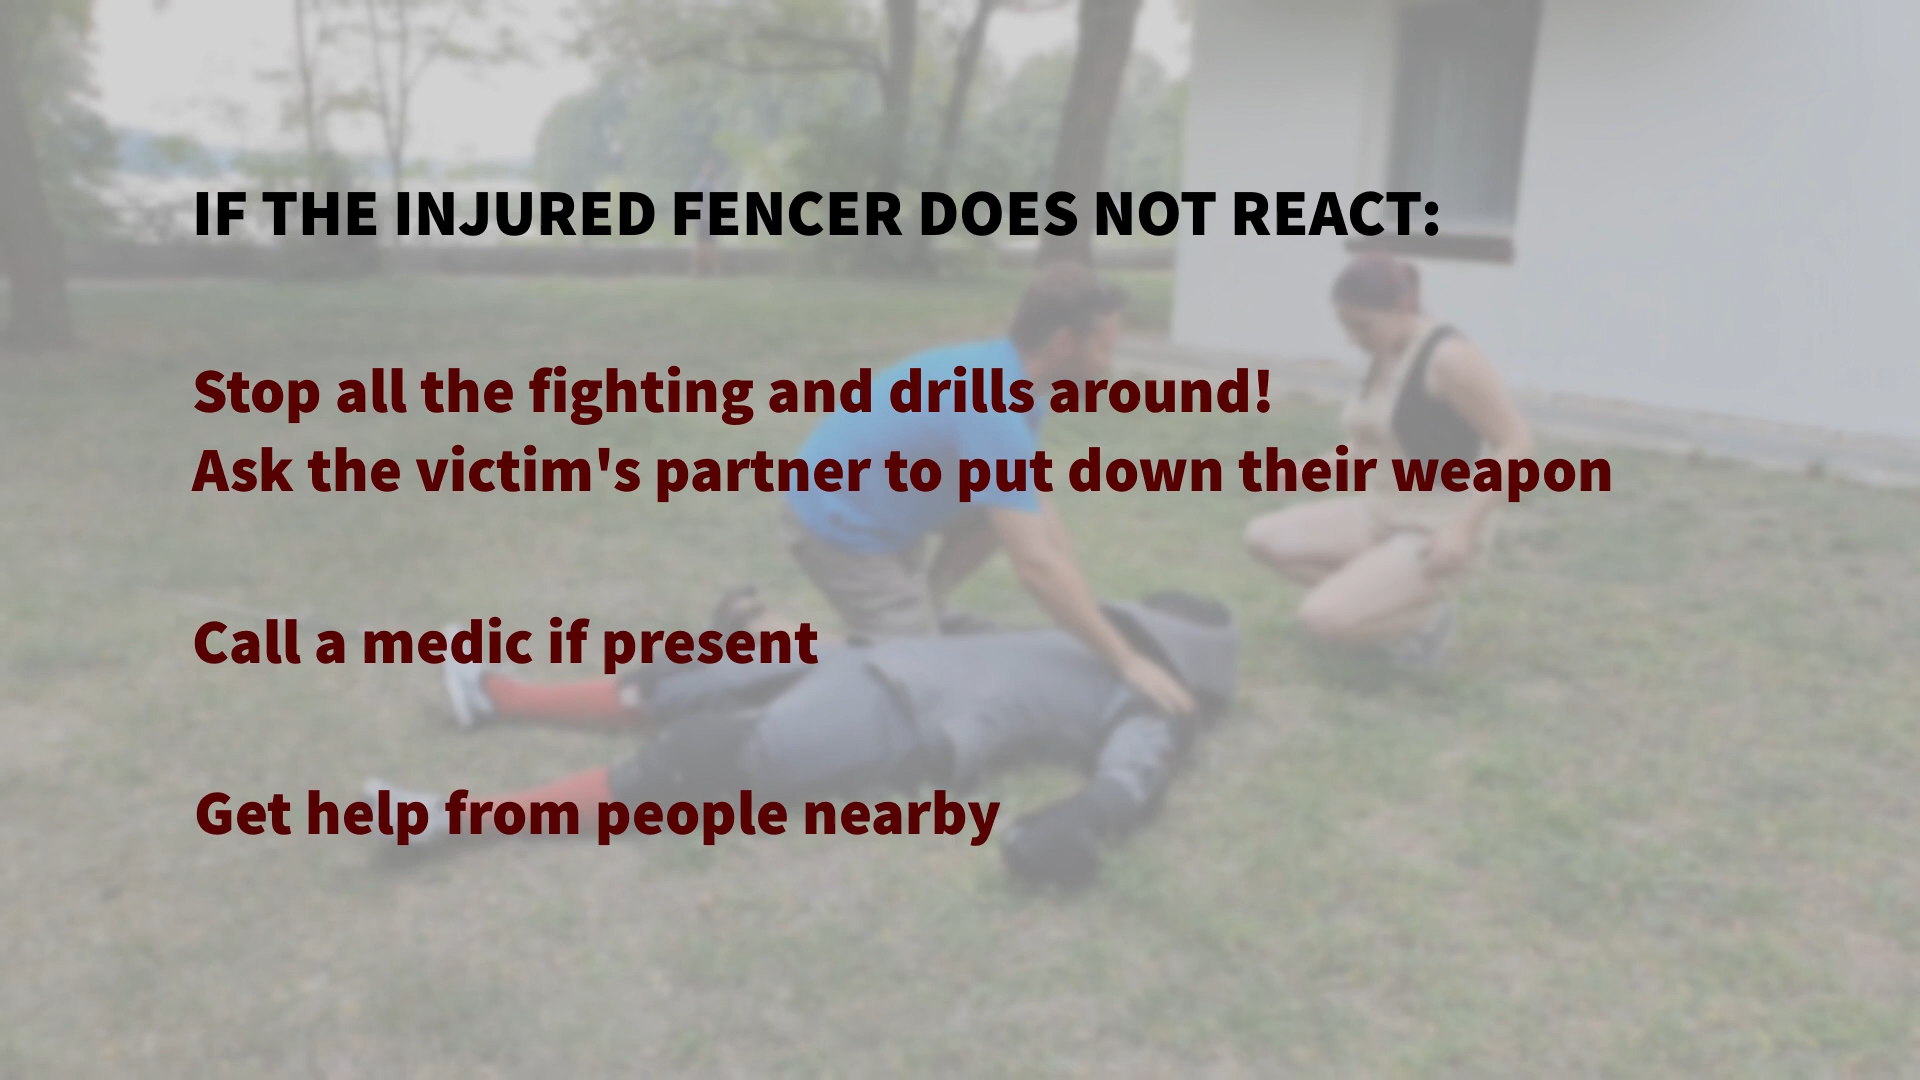 IF THE INJURED FENCER DOES NOT REACT:
Stop all the fighting and drills around!
Ask the victim's partner to put down their weapon
Call a medic if present
Get help from people nearby